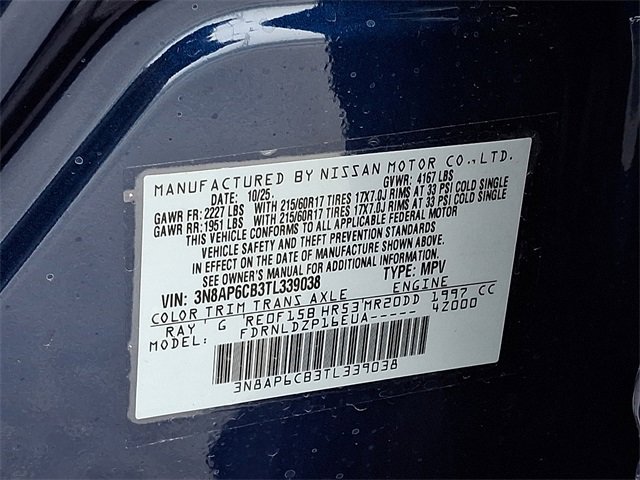 MANUFACTURED BY NISSAN MOTOR CO.,LTD.
DATE: 10/25 GVWR: 4167 LBS
GAWR FR: 2227 LBS WITH 215/60R17 TIRES 17X7.0J RIMS AT 33 PSI COLD SINGLE
GAWR RR: 1951 LBS WITH 215/60R17 TIRES 17X7.0J RIMS AT 33 PSI COLD SINGLE
THIS VEHICLE CONFORMS TO ALL APPLICABLE FEDERAL MOTOR
VEHICLE SAFETY AND THEFT PREVENTION STANDARDS
IN EFFECT ON THE DATE OF MANUFACTURE SHOWN ABOVE.
SEE OWNER'S MANUAL FOR ADDITIONAL INFORMATION.
VIN: 3N8AP6CB3TL339038 TYPE: MPV
COLOR TRIM TRANS AXLE ENGINE
RAY G RE0F15B HR53 MR20DD 1997 CC
MODEL: FDRNLDZP16EUA----- 4Z000
3N8AP6CB3TL339038